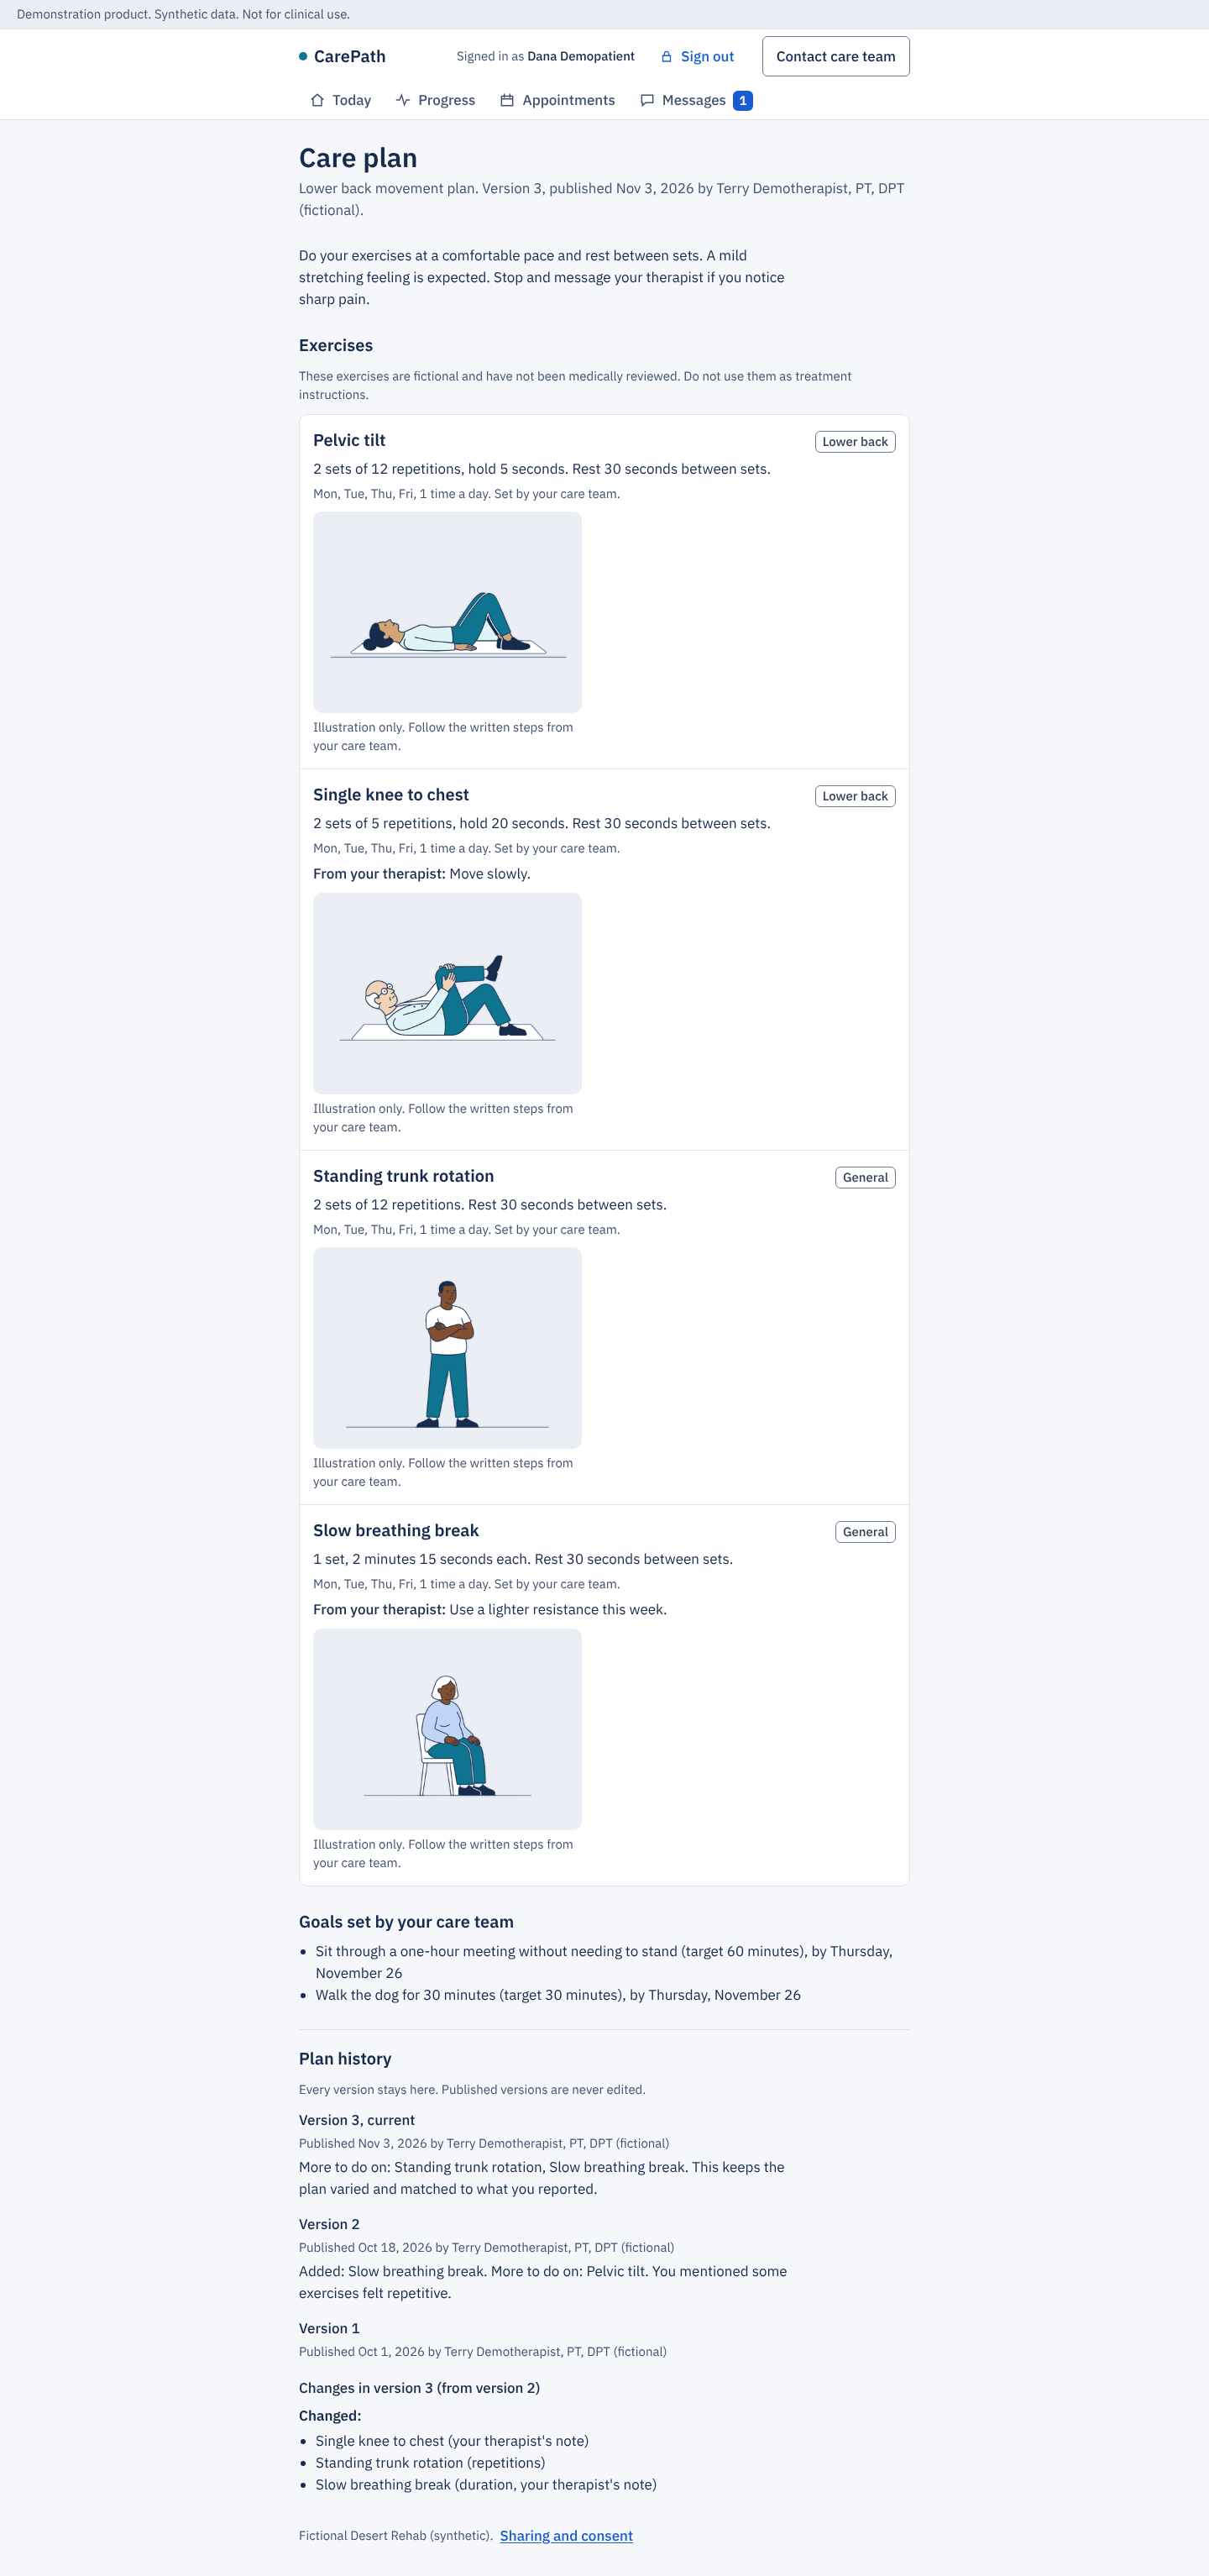 Demonstration product. Synthetic data. Not for clinical use.
CarePath
Signed in as Dana Demopatient
Sign out
Contact care team
Today
Progress
Appointments
Messages 1
Care plan
Lower back movement plan. Version 3, published Nov 3, 2026 by Terry Demotherapist, PT, DPT
(fictional).
Do your exercises at a comfortable pace and rest between sets. A mild
stretching feeling is expected. Stop and message your therapist if you notice
sharp pain.
Exercises
These exercises are fictional and have not been medically reviewed. Do not use them as treatment
instructions.
Pelvic tilt
Lower back
2 sets of 12 repetitions, hold 5 seconds. Rest 30 seconds between sets.
Mon, Tue, Thu, Fri, 1 time a day. Set by your care team.
Illustration only. Follow the written steps from
your care team.
Single knee to chest
Lower back
2 sets of 5 repetitions, hold 20 seconds. Rest 30 seconds between sets.
Mon, Tue, Thu, Fri, 1 time a day. Set by your care team.
From your therapist: Move slowly.
Illustration only. Follow the written steps from
your care team.
Standing trunk rotation
General
2 sets of 12 repetitions. Rest 30 seconds between sets.
Mon, Tue, Thu, Fri, 1 time a day. Set by your care team.
Illustration only. Follow the written steps from
your care team.
Slow breathing break
General
1 set, 2 minutes 15 seconds each. Rest 30 seconds between sets.
Mon, Tue, Thu, Fri, 1 time a day. Set by your care team.
From your therapist: Use a lighter resistance this week.
Illustration only. Follow the written steps from
your care team.
Goals set by your care team
• Sit through a one-hour meeting without needing to stand (target 60 minutes), by Thursday,
November 26
• Walk the dog for 30 minutes (target 30 minutes), by Thursday, November 26
Plan history
Every version stays here. Published versions are never edited.
Version 3, current
Published Nov 3, 2026 by Terry Demotherapist, PT, DPT (fictional)
More to do on: Standing trunk rotation, Slow breathing break. This keeps the
plan varied and matched to what you reported.
Version 2
Published Oct 18, 2026 by Terry Demotherapist, PT, DPT (fictional)
Added: Slow breathing break. More to do on: Pelvic tilt. You mentioned some
exercises felt repetitive.
Version 1
Published Oct 1, 2026 by Terry Demotherapist, PT, DPT (fictional)
Changes in version 3 (from version 2)
Changed:
• Single knee to chest (your therapist's note)
• Standing trunk rotation (repetitions)
• Slow breathing break (duration, your therapist's note)
Fictional Desert Rehab (synthetic). Sharing and consent